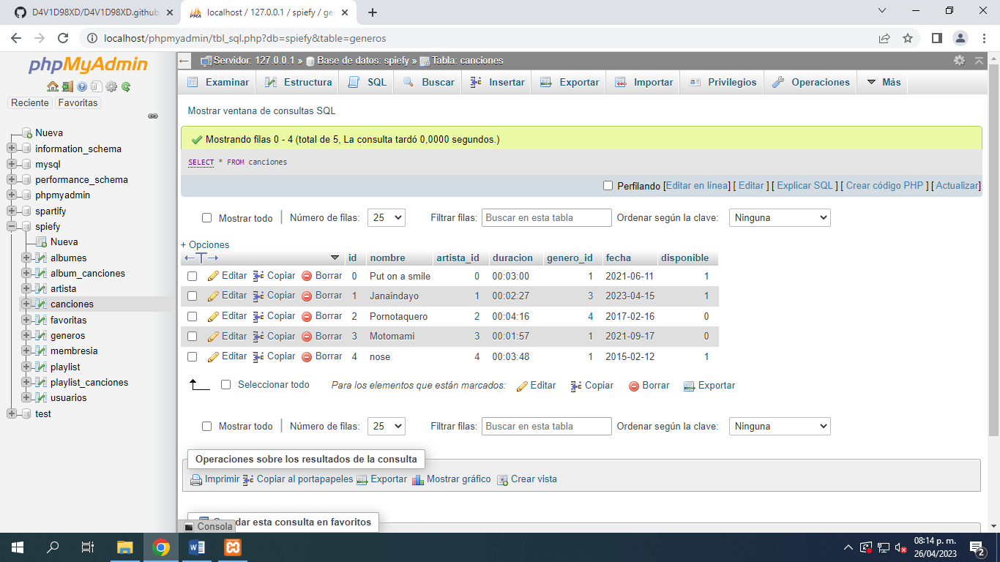 D4V1D98XD/D4V1D98XD.github
localhost / 127.0.0.1 / spiefy / ge
localhost/phpmyadmin/tbl_sql.php?db=spiefy&table=generos
phpMyAdmin
Reciente Favoritas
Nueva
information_schema
mysql
performance_schema
phpmyadmin
spartify
spiefy
Nueva
albumes
album_canciones
artista
canciones
favoritas
generos
membresia
playlist
playlist_canciones
usuarios
test
Servidor: 127.0.0.1 » Base de datos: spiefy » Tabla: canciones
Examinar Estructura SQL Buscar Insertar Exportar Importar Privilegios Operaciones Más
Mostrar ventana de consultas SQL
Mostrando filas 0 - 4 (total de 5, La consulta tardó 0,0000 segundos.)
SELECT * FROM canciones
Perfilando [Editar en línea] [ Editar ] [ Explicar SQL ] [ Crear código PHP ] [ Actualizar]
Mostrar todo Número de filas: 25 Filtrar filas: Buscar en esta tabla Ordenar según la clave: Ninguna
+ Opciones
id nombre artista_id duracion genero_id fecha disponible
Editar Copiar Borrar 0 Put on a smile 0 00:03:00 1 2021-06-11 1
Editar Copiar Borrar 1 Janaindayo 1 00:02:27 3 2023-04-15 1
Editar Copiar Borrar 2 Pornotaquero 2 00:04:16 4 2017-02-16 0
Editar Copiar Borrar 3 Motomami 3 00:01:57 1 2021-09-17 0
Editar Copiar Borrar 4 nose 4 00:03:48 1 2015-02-12 1
Seleccionar todo Para los elementos que están marcados: Editar Copiar Borrar Exportar
Mostrar todo Número de filas: 25 Filtrar filas: Buscar en esta tabla Ordenar según la clave: Ninguna
Operaciones sobre los resultados de la consulta
Imprimir Copiar al portapapeles Exportar Mostrar gráfico Crear vista
dar esta consulta en favoritos
Consola
08:14 p. m.
26/04/2023
2